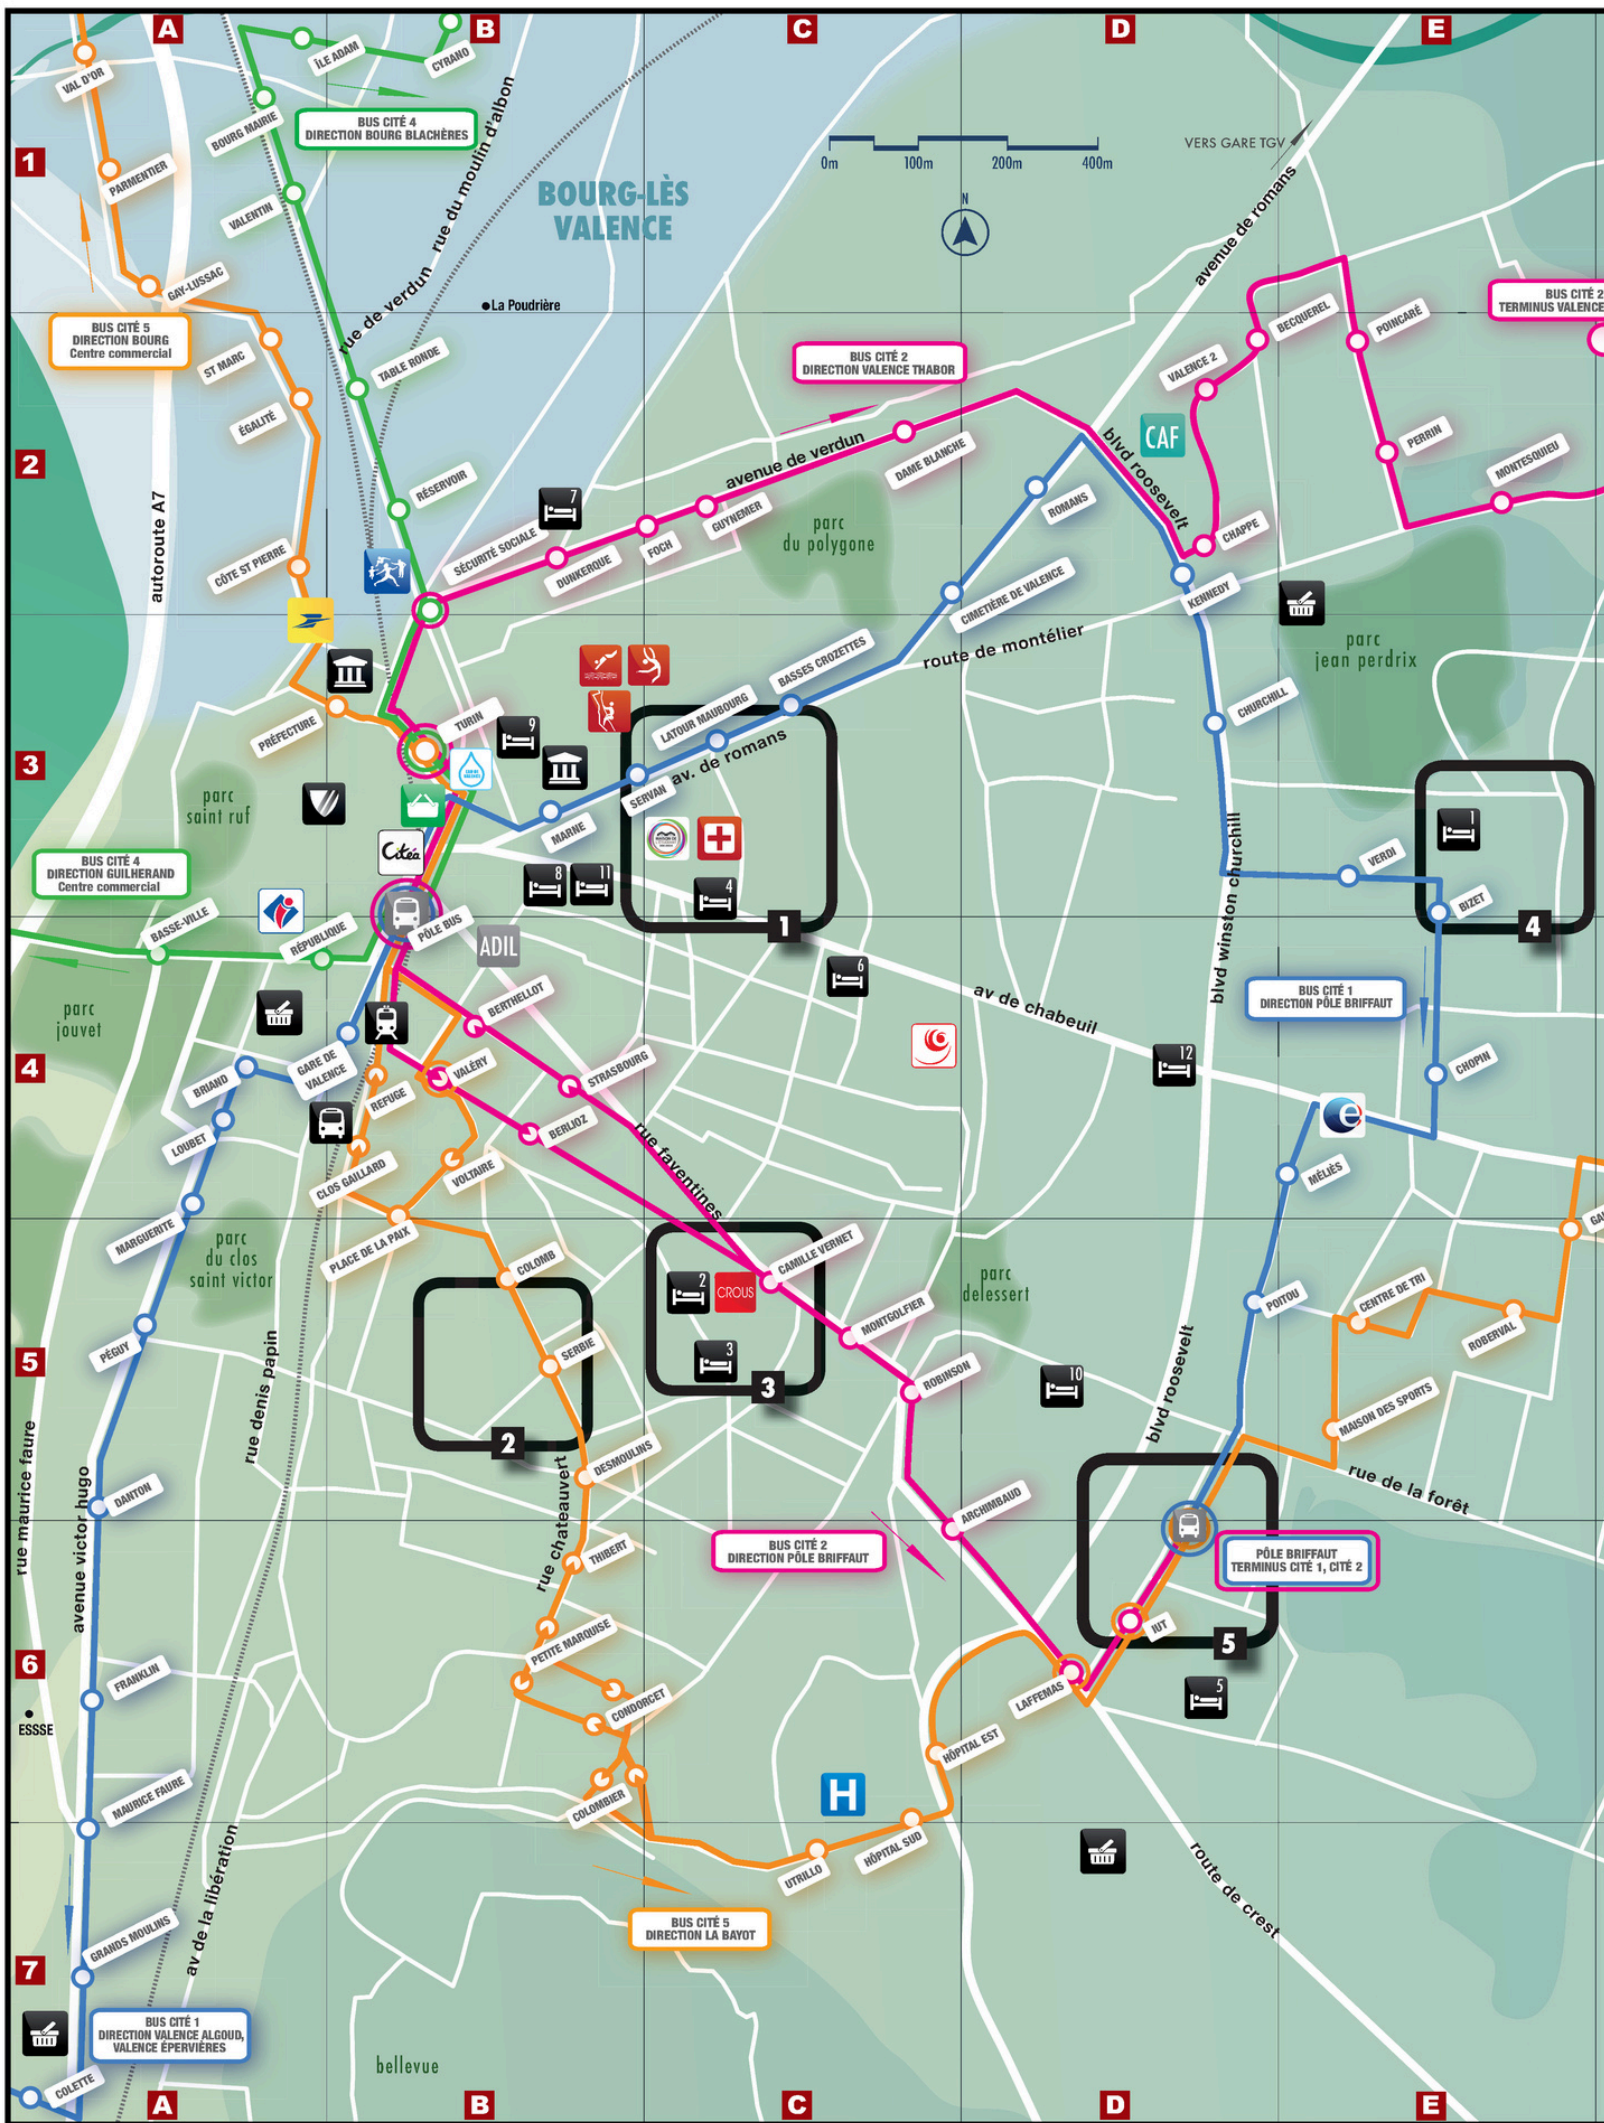 A
B
C
D
E
VAL D'OR
ÎLE ADAM
CYRANO
BOURG MAIRIE
BUS CITÉ 4
DIRECTION BOURG BLACHÈRES
rue du moulin d'albon
0m
100m
200m
400m
VERS GARE TGV
1
PARMENTIER
VALENTIN
BOURG-LÈS
VALENCE
N
avenue de romans
GAY-LUSSAC
rue de verdun
La Poudrière
BECQUEREL
POINCARÉ
BUS CITÉ 2
TERMINUS VALENCE
BUS CITÉ 5
DIRECTION BOURG
Centre commercial
ST MARC
TABLE RONDE
BUS CITÉ 2
DIRECTION VALENCE THABOR
VALENCE 2
ÉGALITÉ
CAF
2
avenue de verdun
DAME BLANCHE
blvd roosevelt
PERRIN
MONTESQUIEU
RÉSERVOIR
7
GUYNEMER
ROMANS
autoroute A7
SÉCURITÉ SOCIALE
FOCH
parc
du polygone
CHAPPE
CÔTE ST PIERRE
DUNKERQUE
CIMETIÈRE DE VALENCE
KENNEDY
route de montélier
parc
jean perdrix
BASSES CROZETTES
PRÉFECTURE
TURIN
9
LATOUR MAUBOURG
CHURCHILL
3
av. de romans
SERVAN
parc
saint ruf
MARNE
Citéa
BUS CITÉ 4
DIRECTION GUILHERAND
Centre commercial
8
11
4
1
VERDI
1
BIZET
4
blvd winston churchill
BASSE-VILLE
RÉPUBLIQUE
PÔLE BUS
ADIL
6
av de chabeuil
BUS CITÉ 1
DIRECTION PÔLE BRIFFAUT
parc
jouvet
BERTHELLOT
4
BRIAND
GARE DE
VALENCE
VALÉRY
STRASBOURG
12
CHOPIN
REFUGE
BERLIOZ
e
LOUBET
CLOS GAILLARD
VOLTAIRE
rue faventines
MÉLIÈS
MARGUERITE
parc
du clos
saint victor
PLACE DE LA PAIX
COLOMB
CAMILLE VERNET
parc
delessert
2
CROUS
POITOU
CENTRE DE TRI
ROBERVAL
MONTGOLFIER
5
PÉGUY
SERBIE
3
3
ROBINSON
10
blvd roosevelt
MAISON DES SPORTS
rue denis papin
2
rue maurice faure
DESMOULINS
rue de la forêt
DANTON
avenue victor hugo
rue chateauvert
ARCHIMBAUD
THIBERT
BUS CITÉ 2
DIRECTION PÔLE BRIFFAUT
PÔLE BRIFFAUT
TERMINUS CITÉ 1, CITÉ 2
PETITE MARQUISE
IUT
5
6
FRANKLIN
LAFFEMAS
5
ESSSE
CONDORCET
HÔPITAL EST
MAURICE FAURE
COLOMBIER
H
UTRILLO
HÔPITAL SUD
av de la libération
route de crest
GRANDS MOULINS
BUS CITÉ 5
DIRECTION LA BAYOT
7
BUS CITÉ 1
DIRECTION VALENCE ALGOUD,
VALENCE ÉPERVIÈRES
COLETTE
bellevue
A
B
C
D
E